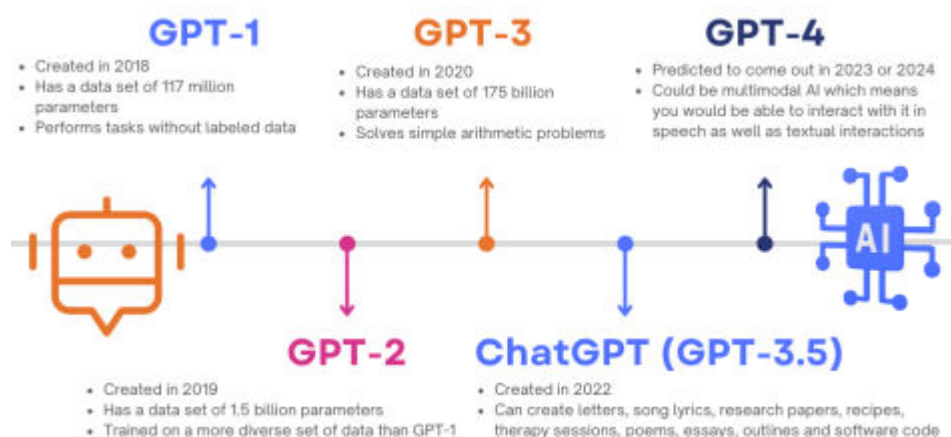 GPT-1
• Created in 2018
• Has a data set of 117 million
parameters
• Performs tasks without labeled data
GPT-3
• Created in 2020
• Has a data set of 175 billion
parameters
• Solves simple arithmetic problems
GPT-4
• Predicted to come out in 2023 or 2024
• Could be multimodal AI which means
you would be able to interact with it in
speech as well as textual interactions
AI
GPT-2
• Created in 2019
• Has a data set of 1.5 billion parameters
• Trained on a more diverse set of data than GPT-1
ChatGPT (GPT-3.5)
• Created in 2022
• Can create letters, song lyrics, research papers, recipes,
therapy sessions, poems, essays, outlines and software code